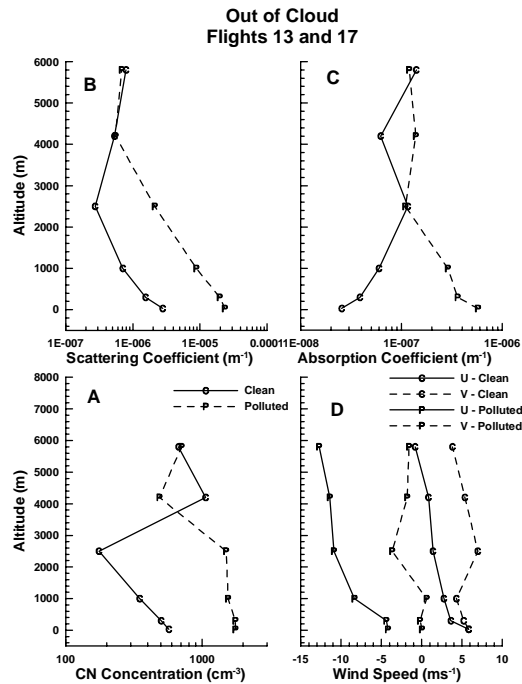 Out of Cloud
Flights 13 and 17
B
C
Altitude (m)
6000
5000
4000
3000
2000
1000
0
1E-007 1E-006 1E-005 0.0001
1E-008 1E-007 1E-006
Scattering Coefficient (m-1)
Absorption Coefficient (m-1)
A
Clean
Polluted
D
U - Clean
V - Clean
U - Polluted
V - Polluted
Altitude (m)
8000
7000
6000
5000
4000
3000
2000
1000
0
100 1000
-15 -10 -5 0 5 10 15
CN Concentration (cm-3)
Wind Speed (ms-1)